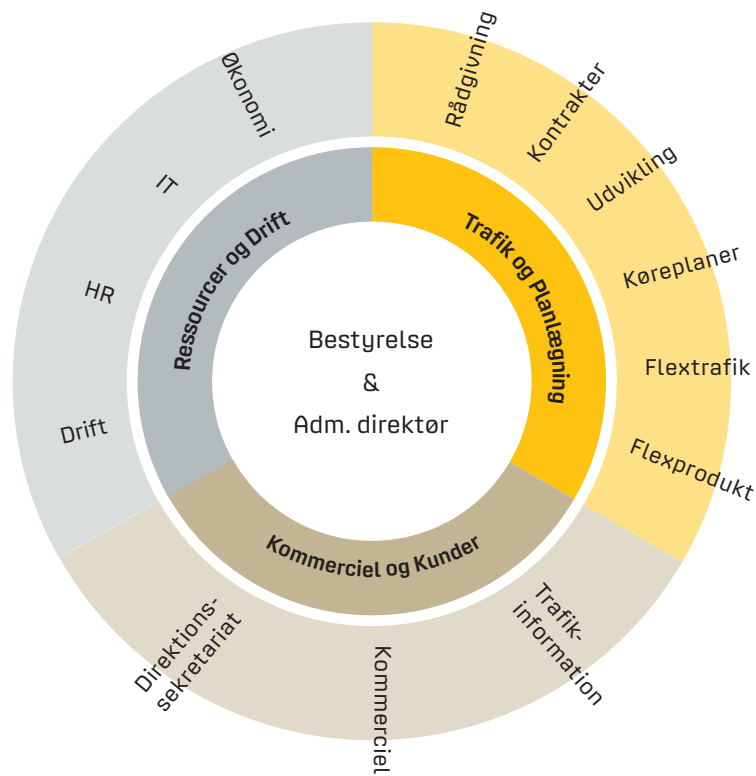 Bestyrelse
&
Adm. direktør
Ressourcer og Drift
Trafik og Planlægning
Kommerciel og Kunder
Økonomi
IT
HR
Drift
Rådgivning
Kontrakter
Udvikling
Køreplaner
Flextrafik
Flexprodukt
Trafik-
information
Kommerciel
Direktions-
sekretariat